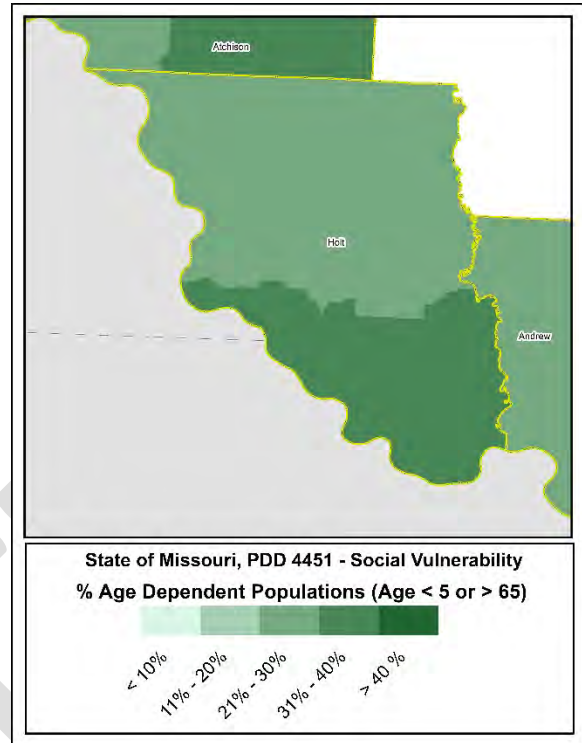 Atchison
Holt
Andrew
State of Missouri, PDD 4451 - Social Vulnerability
% Age Dependent Populations (Age < 5 or > 65)
< 10%
11% - 20%
21% - 30%
31% - 40%
> 40 %